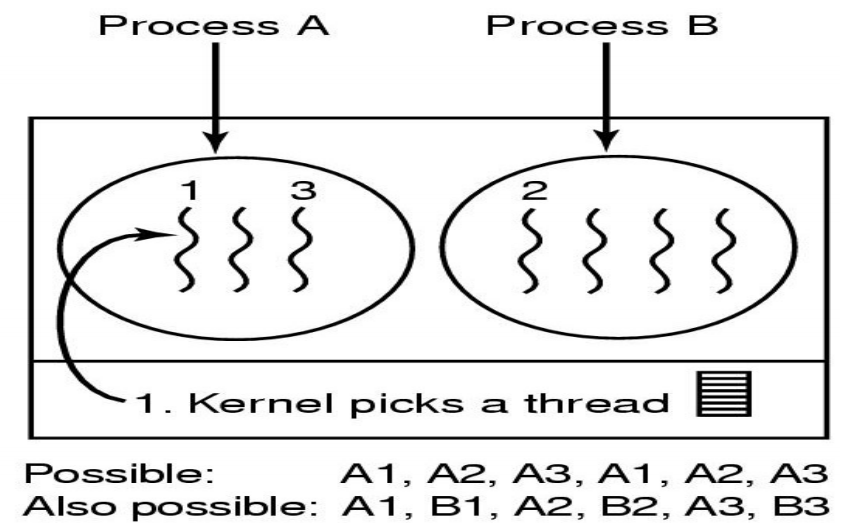 Process A Process B
1 3 2
1. Kernel picks a thread
Possible: A1, A2, A3, A1, A2, A3
Also possible: A1, B1, A2, B2, A3, B3